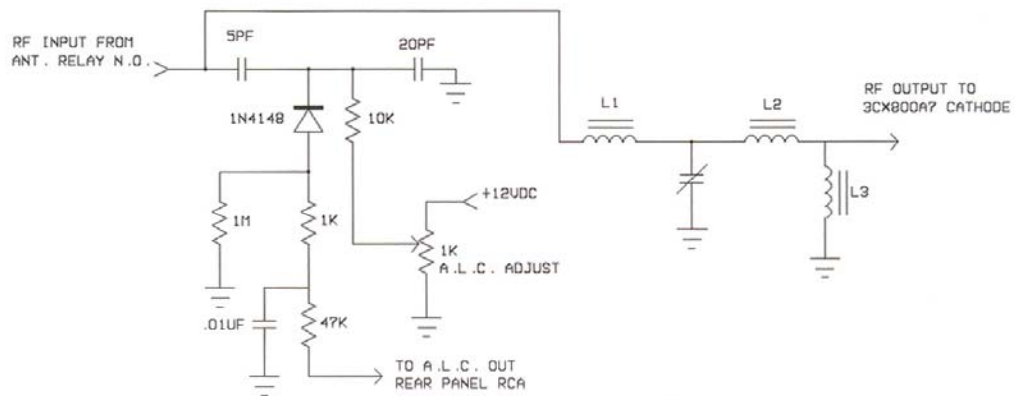 RF INPUT FROM
ANT. RELAY N.O.
5PF
20PF
1N4148
10K
L1
L2
RF OUTPUT TO
3CX800A7 CATHODE
L3
1M
1K
+12VDC
1K
A.L.C. ADJUST
.01UF
47K
TO A.L.C. OUT
REAR PANEL RCA